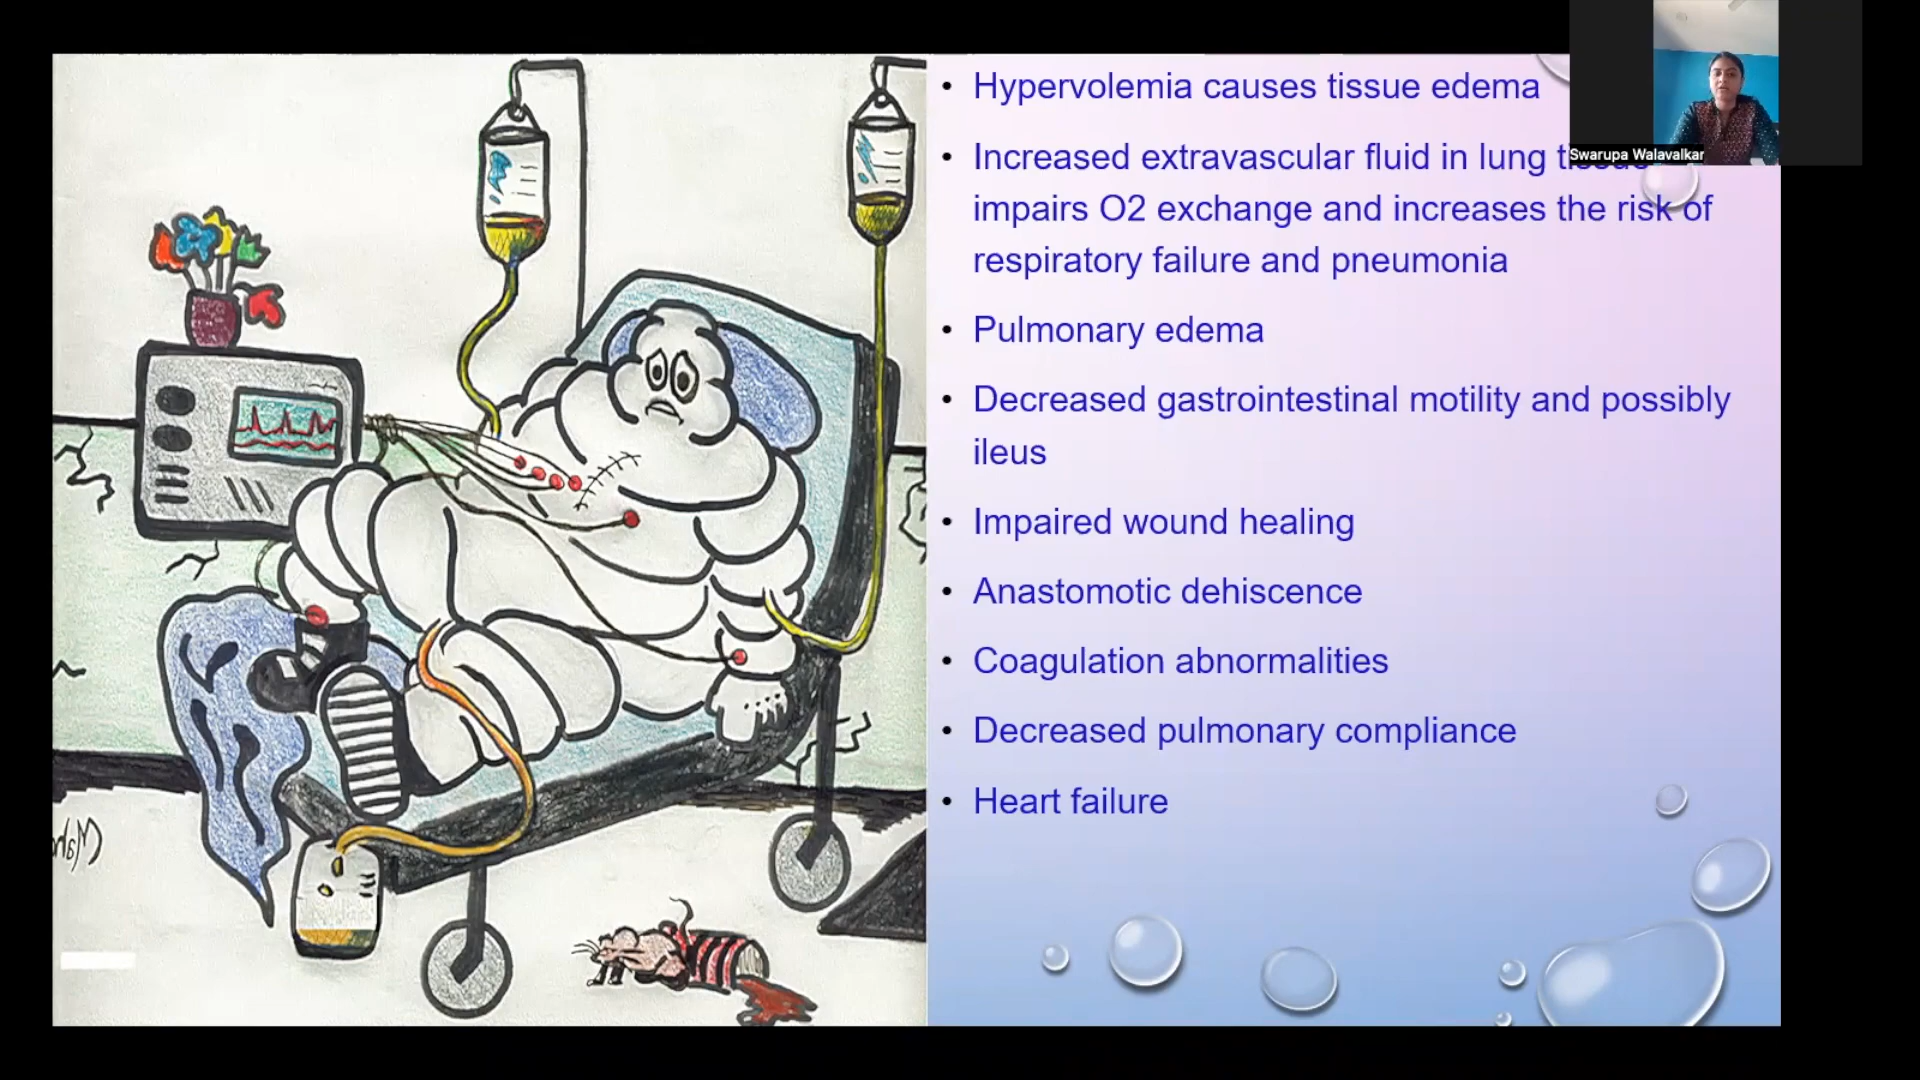 • Hypervolemia causes tissue edema
Swarupa Walavalkar
• Increased extravascular fluid in lung
impairs O2 exchange and increases the risk of
respiratory failure and pneumonia
• Pulmonary edema
• Decreased gastrointestinal motility and possibly
ileus
• Impaired wound healing
• Anastomotic dehiscence
• Coagulation abnormalities
• Decreased pulmonary compliance
• Heart failure